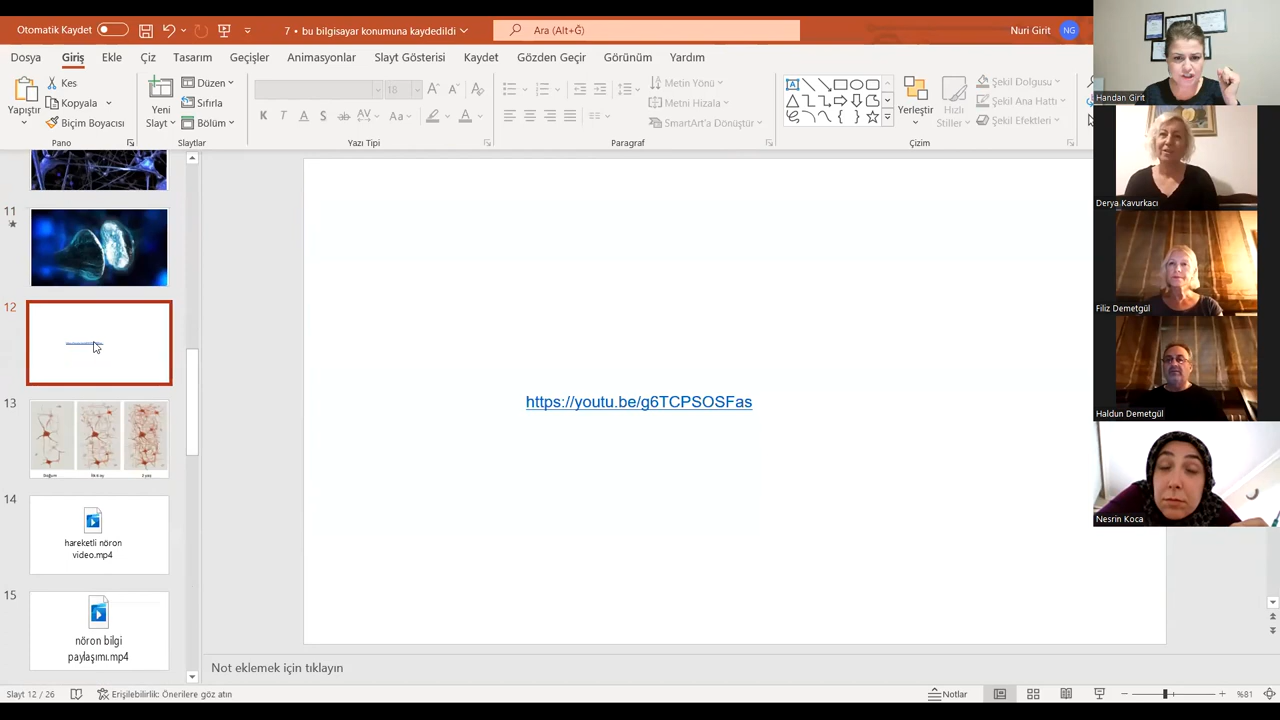 Otomatik Kaydet
7 • bu bilgisayar konumuna kaydedildi
Ara (Alt+Ğ)
Nuri Girit
NG
Dosya
Giriş
Ekle
Çiz
Tasarım
Geçişler
Animasyonlar
Slayt Gösterisi
Kaydet
Gözden Geçir
Görünüm
Yardım
Yapıştır
Kes
Kopyala
Biçim Boyacısı
Pano
Yeni
Slayt
Düzen
Sıfırla
Bölüm
Slaytlar
18
Yazı Tipi
Metin Yönü
Metni Hizala
SmartArt'a Dönüştür
Paragraf
Yerleştir
Hızlı
Stiller
Şekil Dolgusu
Şekil Ana Hattı
Şekil Efektleri
Çizim
11
12
13
14
hareketli nöron
video.mp4
15
nöron bilgi
paylaşımı.mp4
https://youtu.be/g6TCPSOSFas
Handan Girit
Derya Kavurkacı
Filiz Demetgül
Haldun Demetgül
Nesrin Koca
Not eklemek için tıklayın
Slayt 12 / 26
Erişilebilirlik: Önerilere göz atın
Notlar
%81